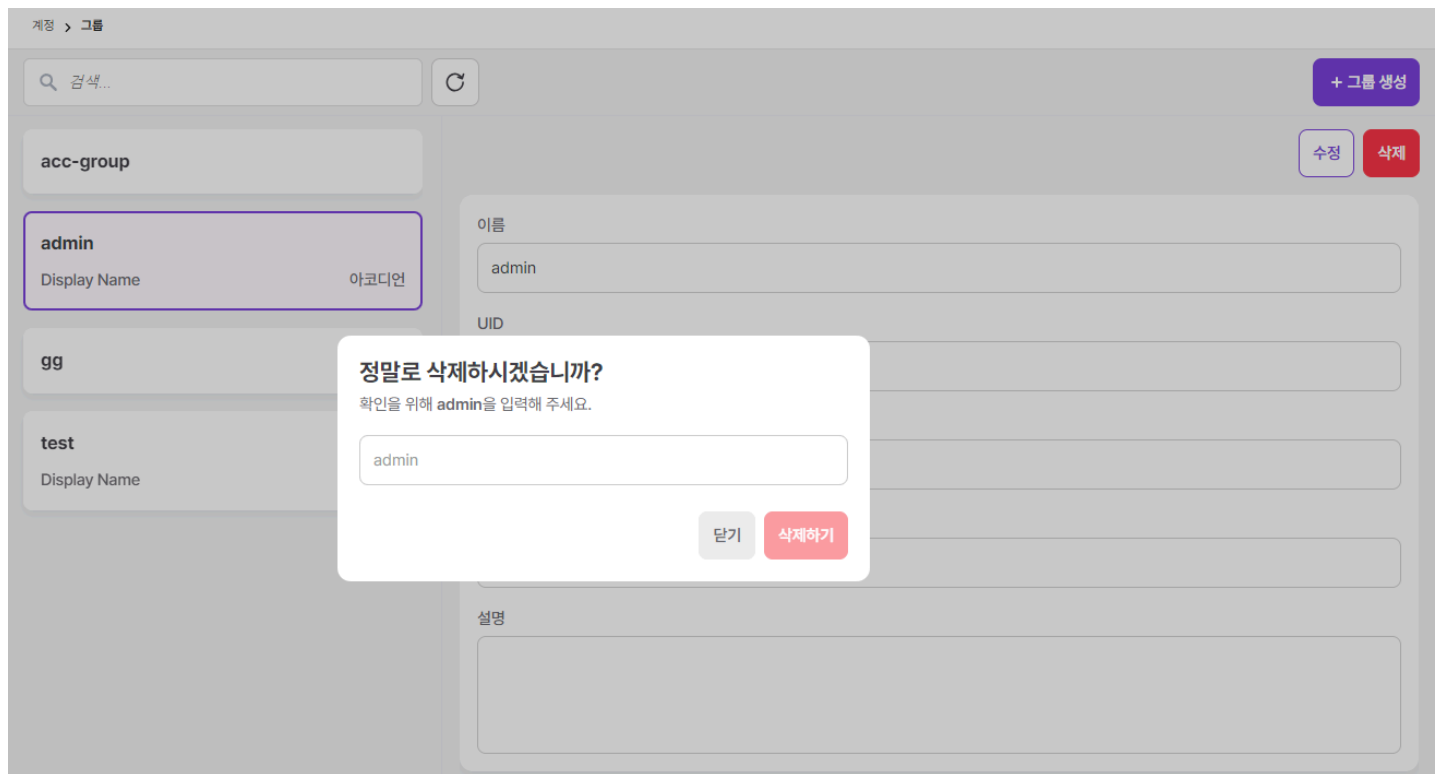 계정 > 그룹
검색...
+ 그룹 생성
acc-group
admin
Display Name 아코디언
gg
test
Display Name
수정 삭제
이름
admin
UID
정말로 삭제하시겠습니까?
확인을 위해 admin을 입력해 주세요.
admin
닫기 삭제하기
설명